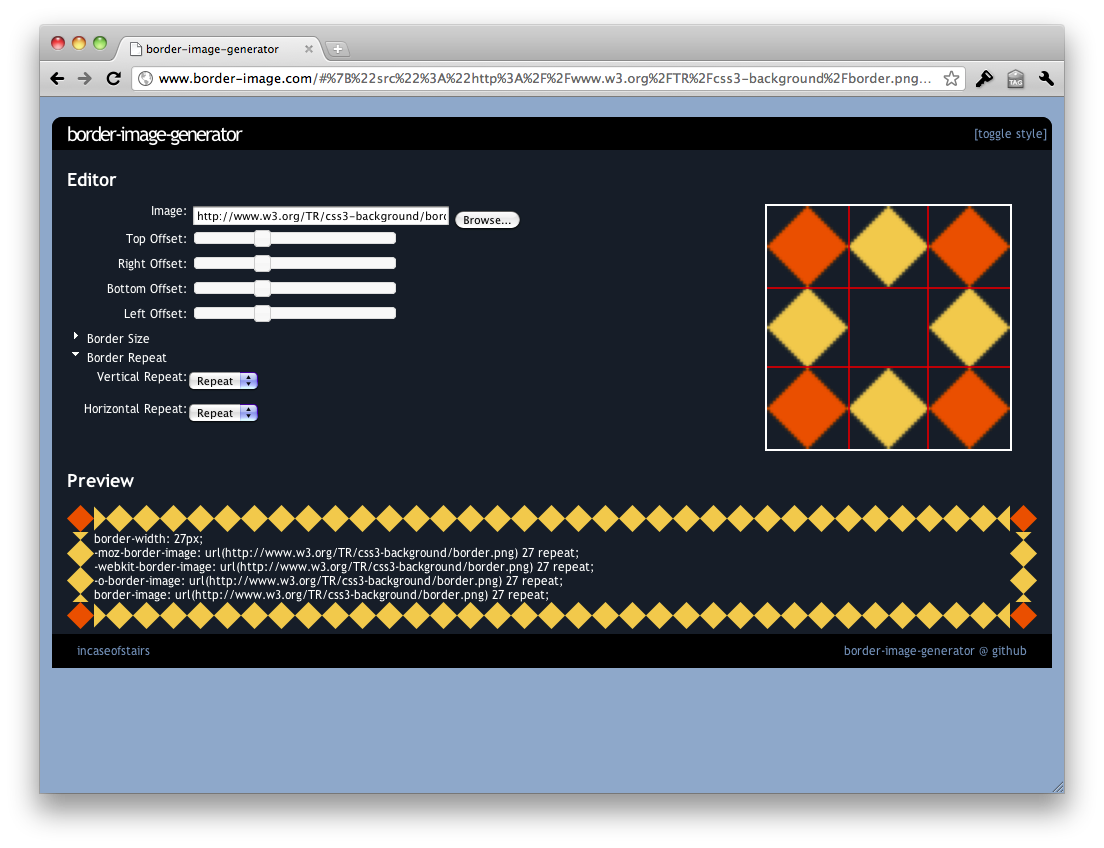 border-image-generator
www.border-image.com/#%7B%22src%22%3A%22http%3A%2F%2Fwww.w3.org%2FTR%2Fcss3-background%2Fborder.png...
TAG
border-image-generator
[toggle style]
Editor
Image: http://www.w3.org/TR/css3-background/bor Browse...
Top Offset:
Right Offset:
Bottom Offset:
Left Offset:
Border Size
Border Repeat
Vertical Repeat: Repeat
Horizontal Repeat: Repeat
Preview
border-width: 27px;
-moz-border-image: url(http://www.w3.org/TR/css3-background/border.png) 27 repeat;
-webkit-border-image: url(http://www.w3.org/TR/css3-background/border.png) 27 repeat;
-o-border-image: url(http://www.w3.org/TR/css3-background/border.png) 27 repeat;
border-image: url(http://www.w3.org/TR/css3-background/border.png) 27 repeat;
incaseofstairs
border-image-generator @ github